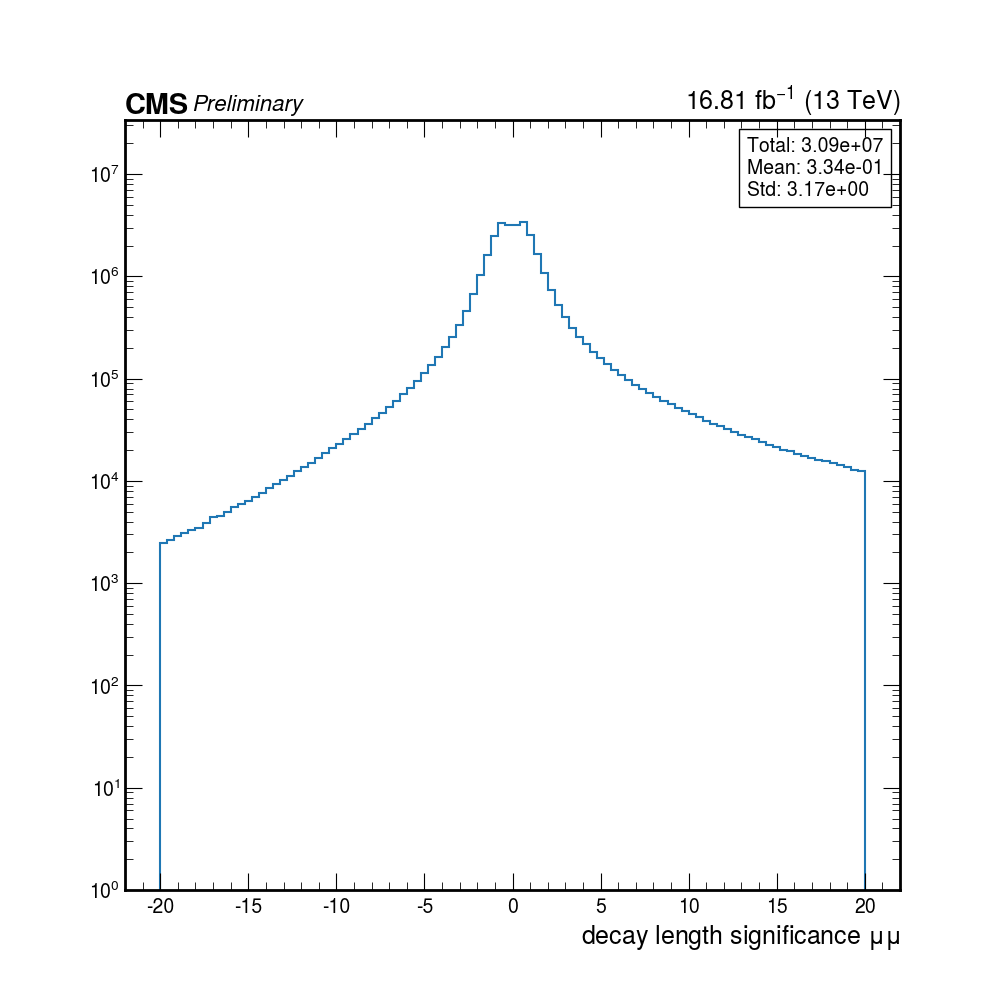 CMS Preliminary 16.81 fb⁻¹ (13 TeV)
Total: 3.09e+07
Mean: 3.34e-01
Std: 3.17e+00
10⁷
10⁶
10⁵
10⁴
10³
10²
10¹
10⁰
-20 -15 -10 -5 0 5 10 15 20
decay length significance μμ